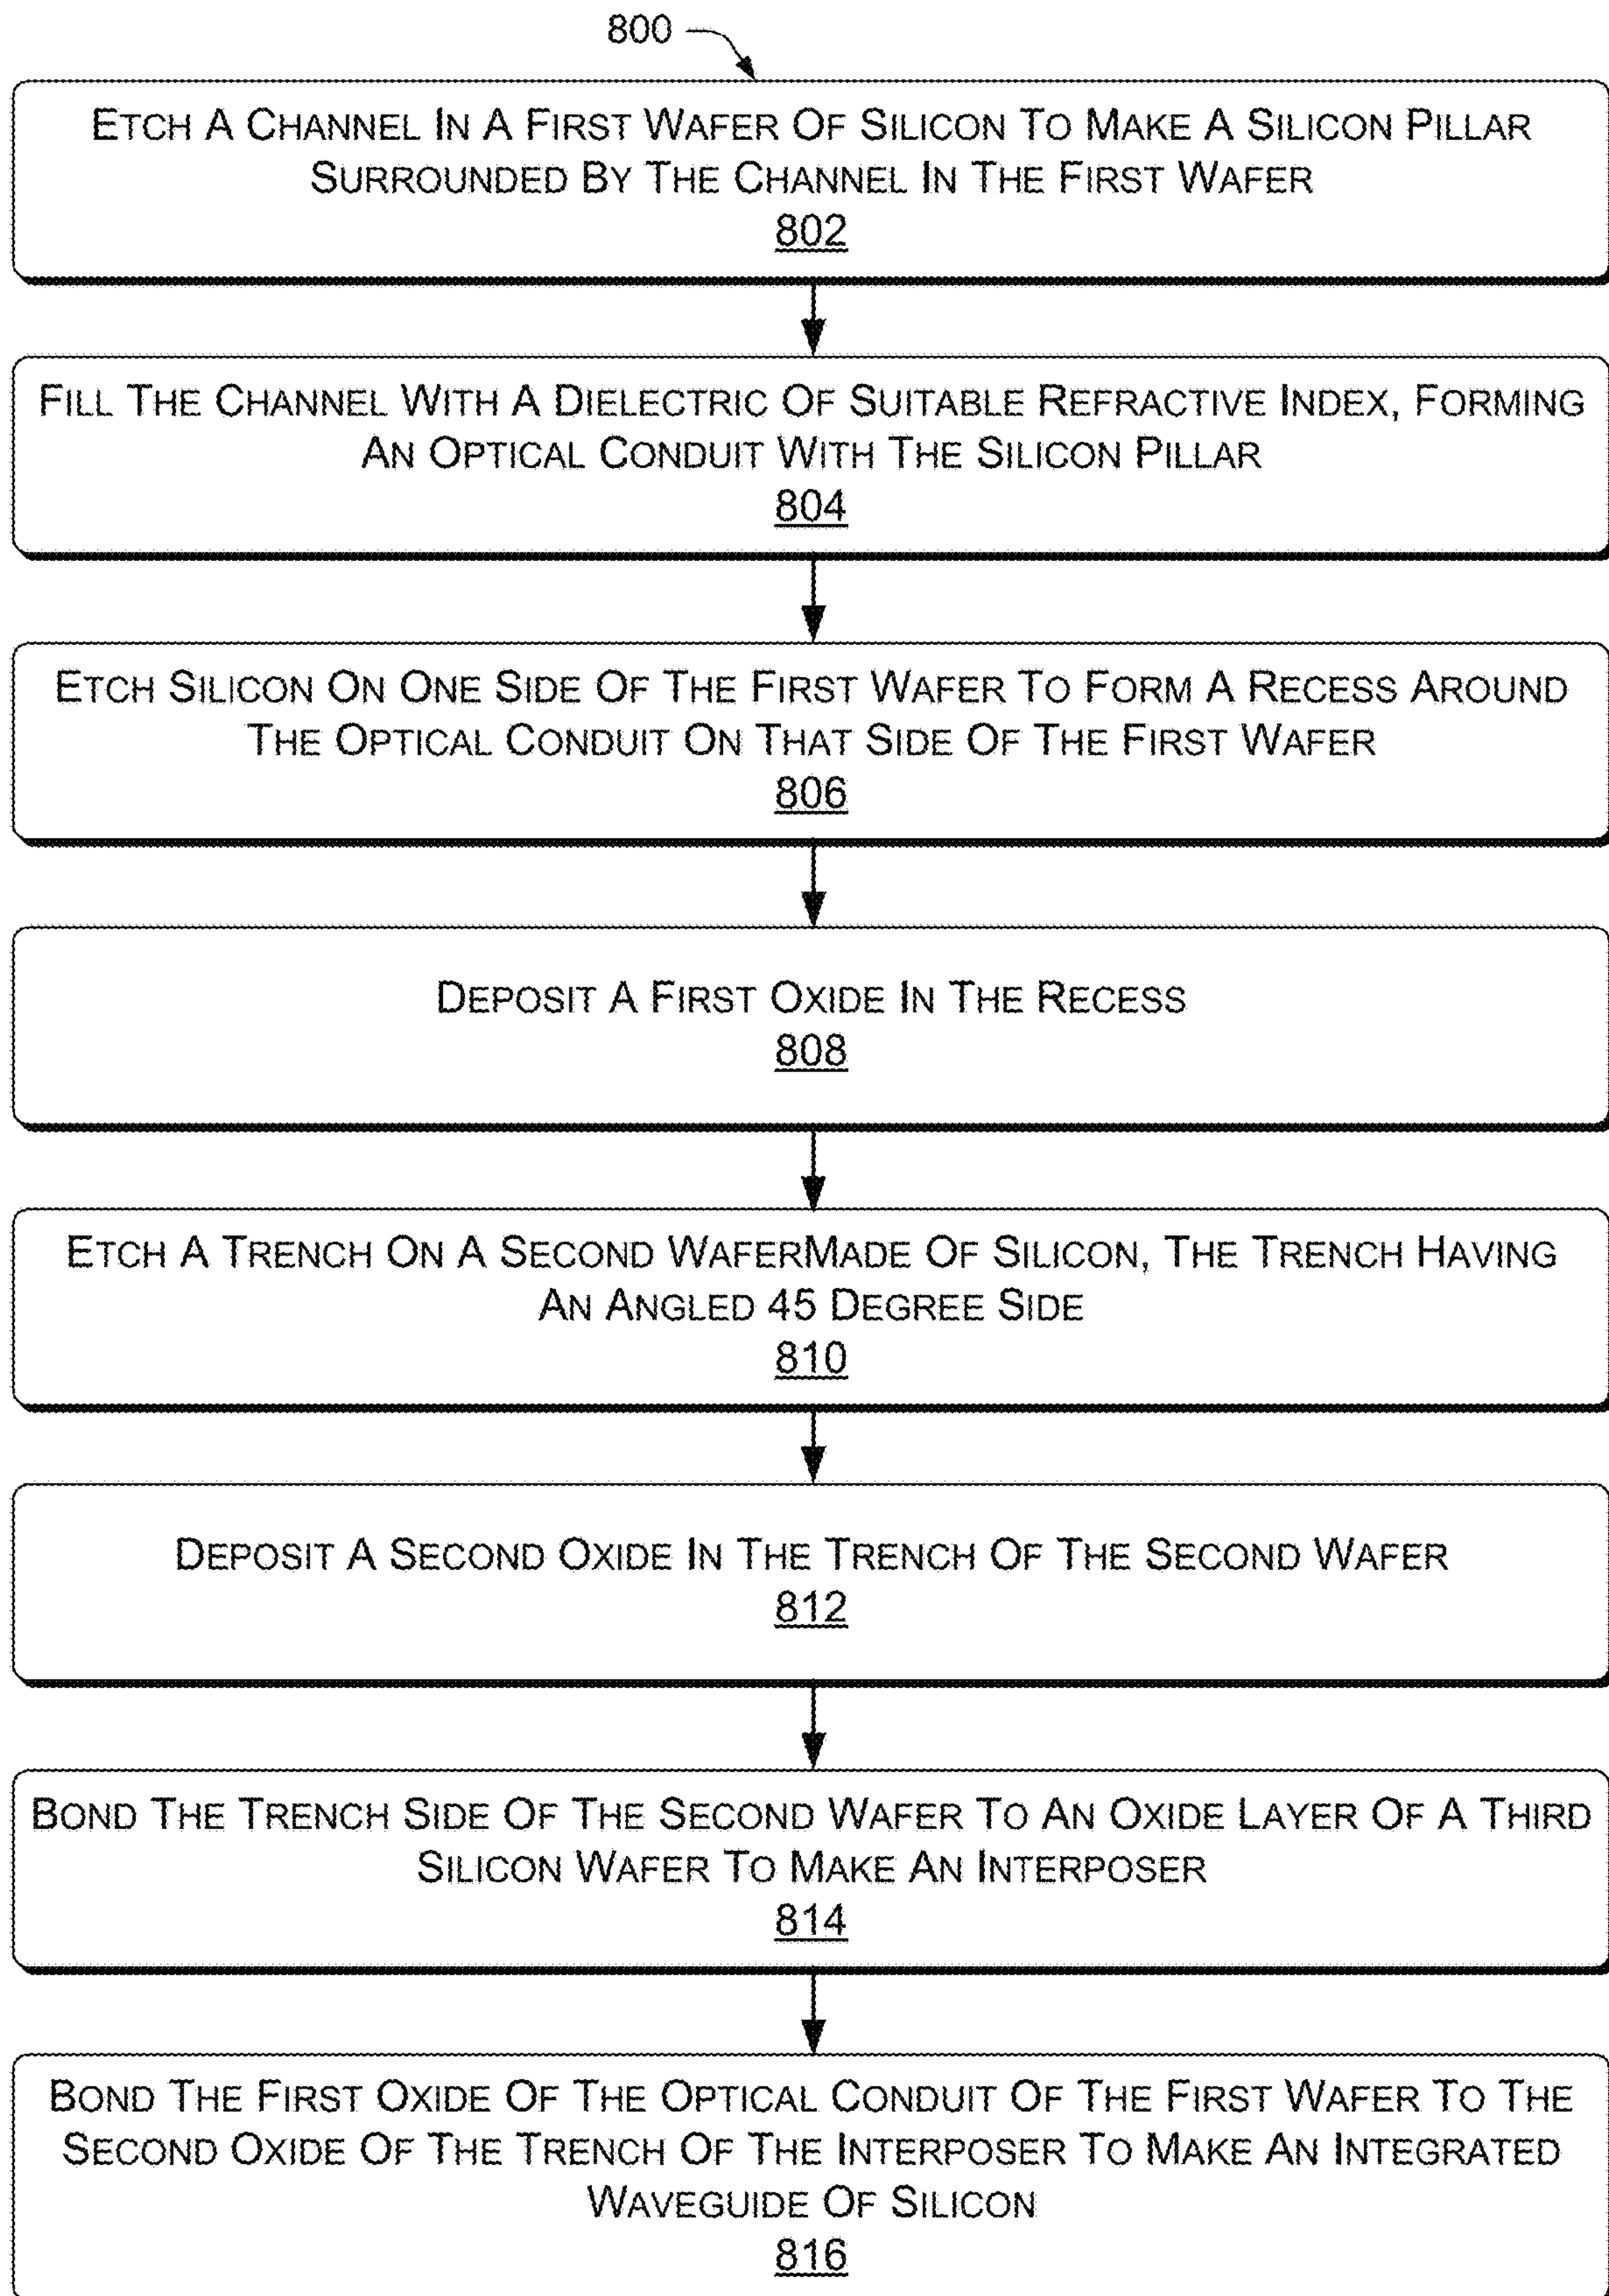 800
ETCH A CHANNEL IN A FIRST WAFER OF SILICON TO MAKE A SILICON PILLAR
SURROUNDED BY THE CHANNEL IN THE FIRST WAFER
802
FILL THE CHANNEL WITH A DIELECTRIC OF SUITABLE REFRACTIVE INDEX, FORMING
AN OPTICAL CONDUIT WITH THE SILICON PILLAR
804
ETCH SILICON ON ONE SIDE OF THE FIRST WAFER TO FORM A RECESS AROUND
THE OPTICAL CONDUIT ON THAT SIDE OF THE FIRST WAFER
806
DEPOSIT A FIRST OXIDE IN THE RECESS
808
ETCH A TRENCH ON A SECOND WAFERMADE OF SILICON, THE TRENCH HAVING
AN ANGLED 45 DEGREE SIDE
810
DEPOSIT A SECOND OXIDE IN THE TRENCH OF THE SECOND WAFER
812
BOND THE TRENCH SIDE OF THE SECOND WAFER TO AN OXIDE LAYER OF A THIRD
SILICON WAFER TO MAKE AN INTERPOSER
814
BOND THE FIRST OXIDE OF THE OPTICAL CONDUIT OF THE FIRST WAFER TO THE
SECOND OXIDE OF THE TRENCH OF THE INTERPOSER TO MAKE AN INTEGRATED
WAVEGUIDE OF SILICON
816